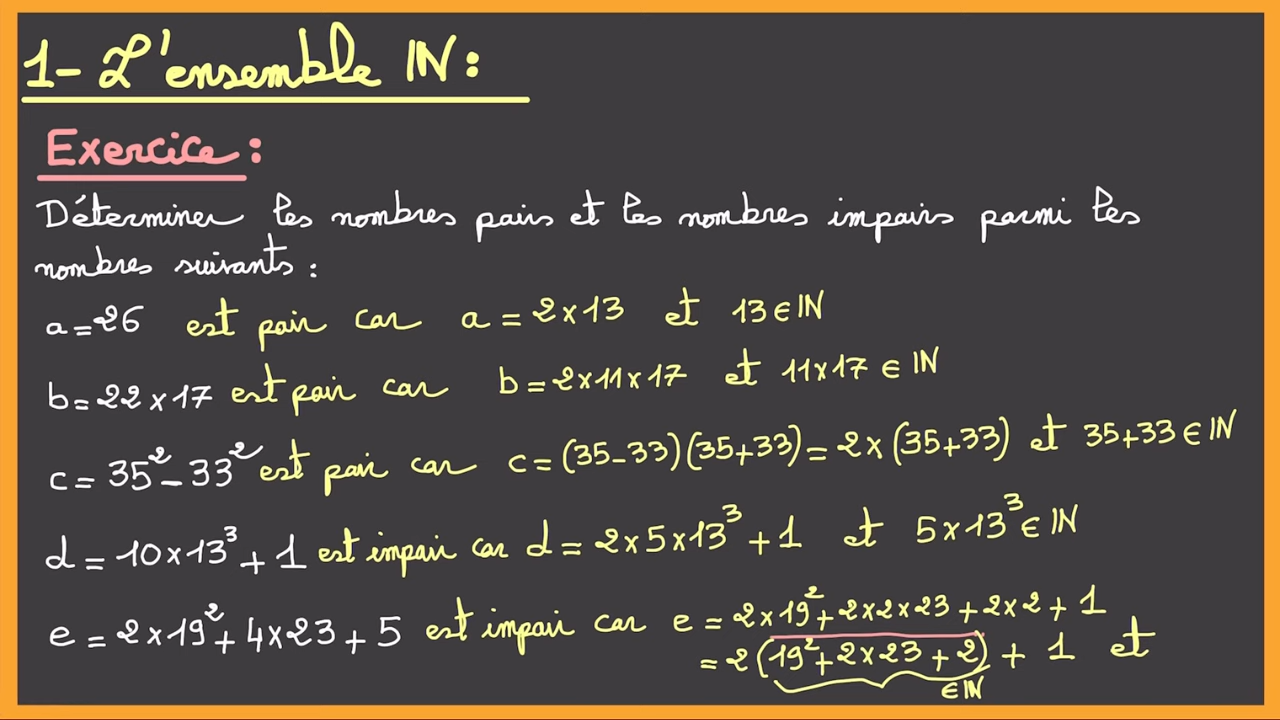 1- L'ensemble IN:
Exercice:
Déterminer les nombres pairs et les nombres impairs parmi les
nombres suivants:
a=26 est pair car a=2×13 et 13∈IN
b=22×17 est pair car b=2×11×17 et 11×17∈IN
c=35²-33² est pair car c=(35-33)(35+33)=2×(35+33) et 35+33∈IN
d=10×13³+1 est impair car d=2×5×13³+1 et 5×13³∈IN
e=2×19²+4×23+5 est impair car e=2×19²+2×2×23+2×2+1
=2(19²+2×23+2)+1 et
∈IN